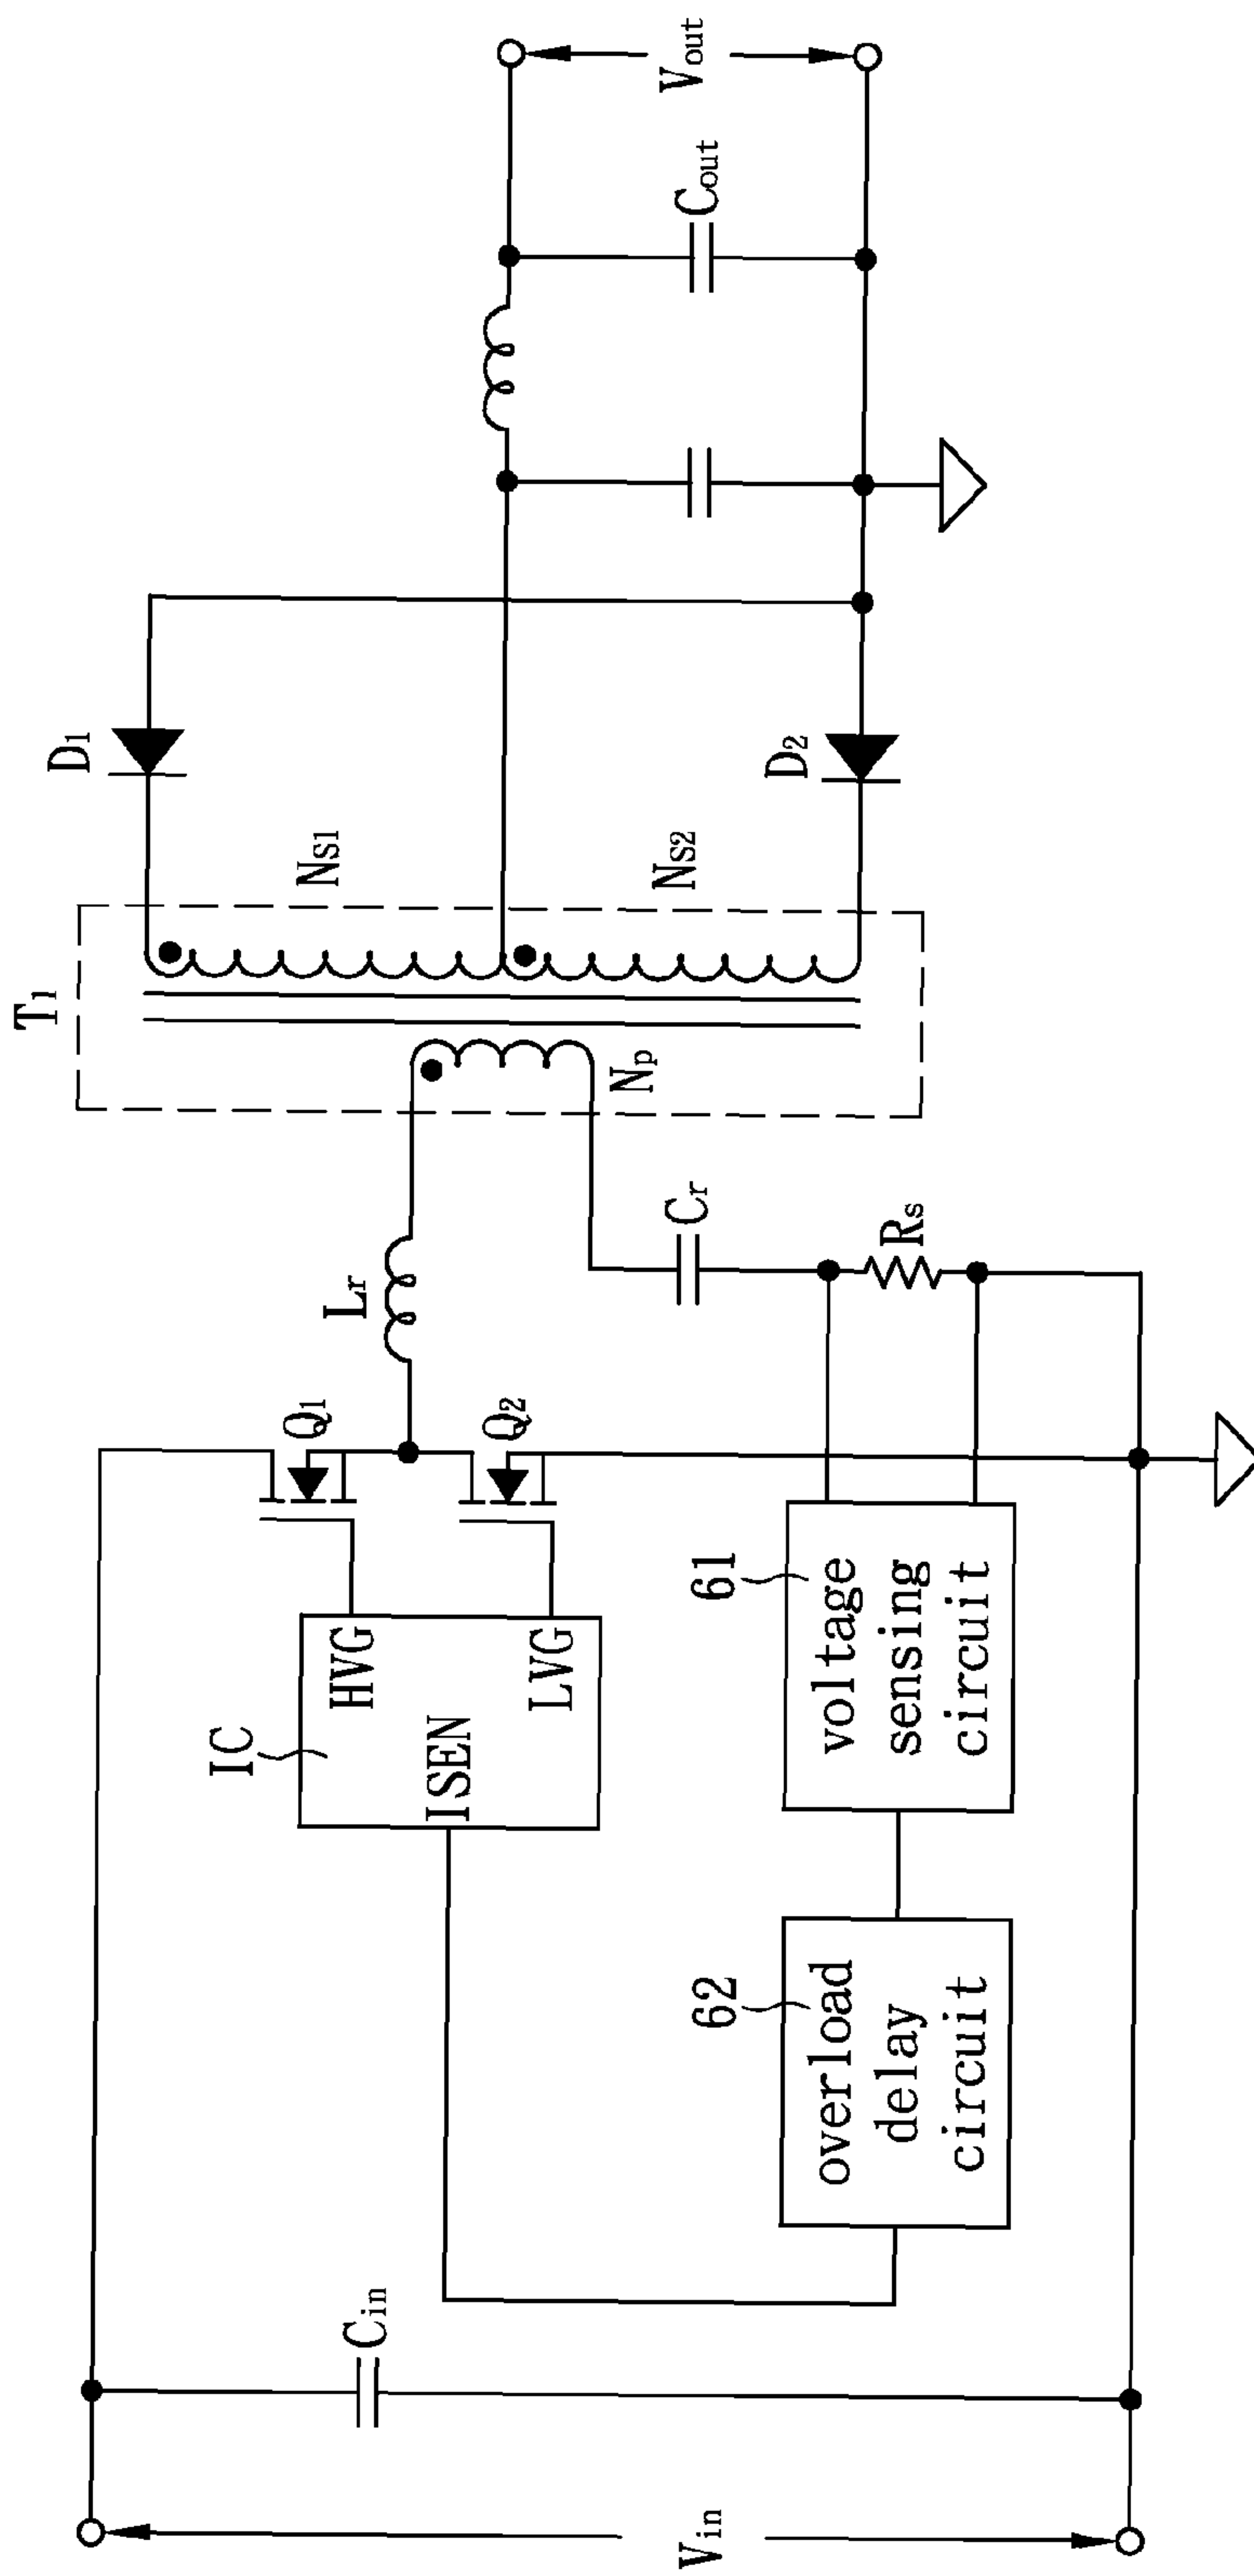 T1
D1
NS1
Lr
Q1
Np
NS2
D2
Vout
Cout
IC
HVG
ISEN
LVG
Q2
Cr
Rs
Cin
Vin
62
overload
delay
circuit
61
voltage
sensing
circuit